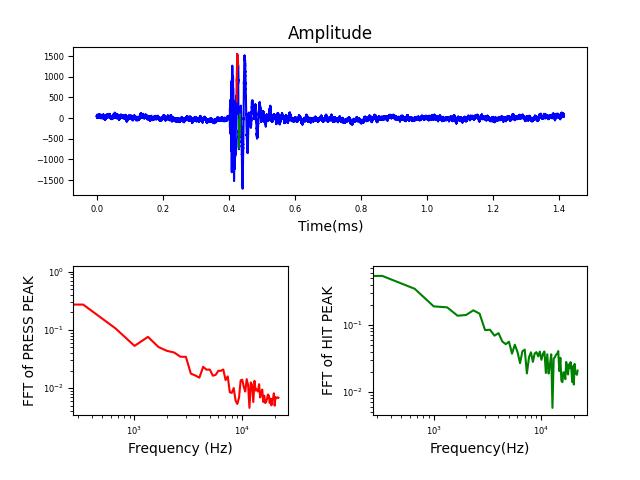 Amplitude
1500
1000
500
0
−500
−1000
−1500
0.0 0.2 0.4 0.6 0.8 1.0 1.2 1.4
Time(ms)
FFT of PRESS PEAK
10⁰
10⁻¹
10⁻²
10³ 10⁴
Frequency (Hz)
FFT of HIT PEAK
10⁻¹
10⁻²
10³ 10⁴
Frequency(Hz)